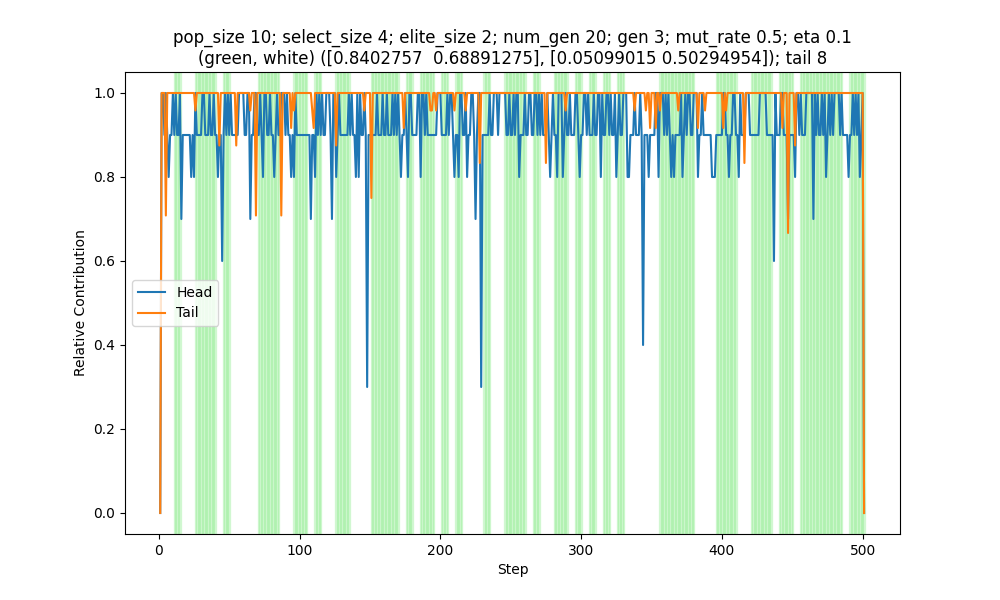 pop_size 10; select_size 4; elite_size 2; num_gen 20; gen 3; mut_rate 0.5; eta 0.1
(green, white) ([0.8402757  0.68891275], [0.05099015 0.50294954]); tail 8
1.0
0.8
0.6
0.4
0.2
0.0
Relative Contribution
Head
Tail
0
100
200
300
400
500
Step